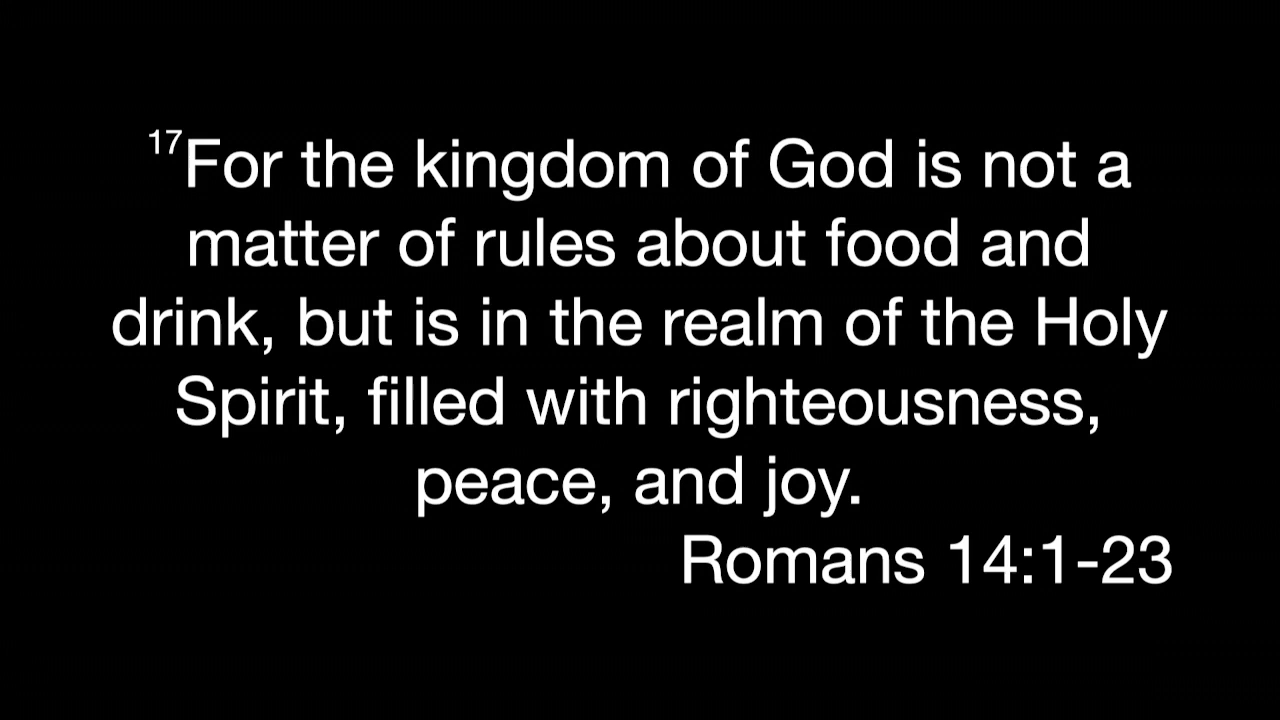 17For the kingdom of God is not a
matter of rules about food and
drink, but is in the realm of the Holy
Spirit, filled with righteousness,
peace, and joy.
Romans 14:1-23